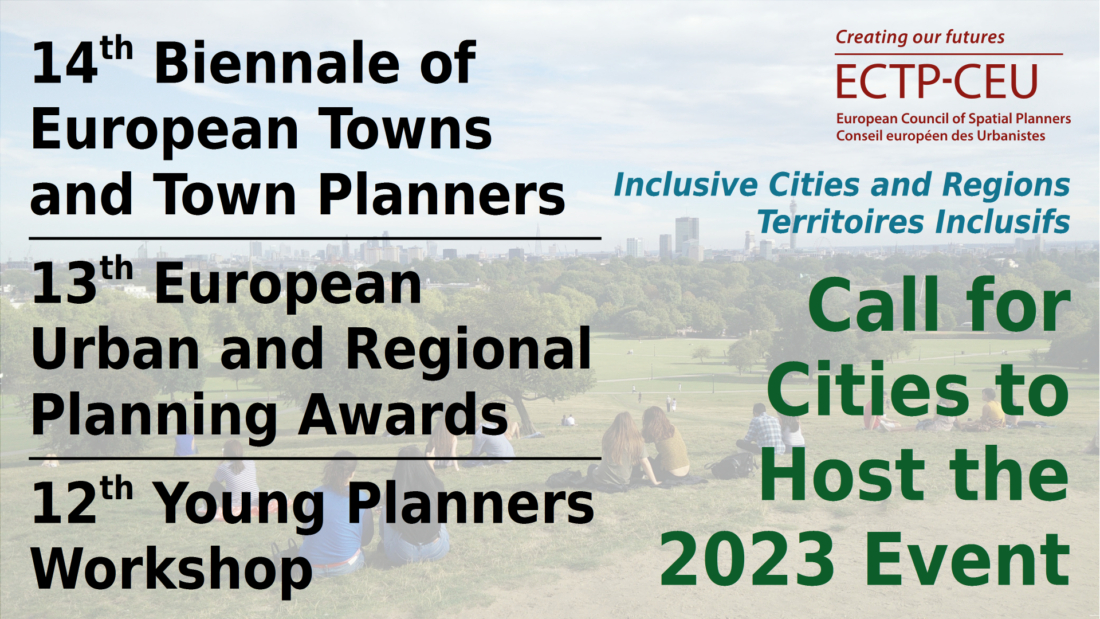 14th Biennale of
European Towns
and Town Planners
13th European
Urban and Regional
Planning Awards
12th Young Planners
Workshop
Creating our futures
ECTP-CEU
European Council of Spatial Planners
Conseil européen des Urbanistes
Inclusive Cities and Regions
Territoires Inclusifs
Call for
Cities to
Host the
2023 Event